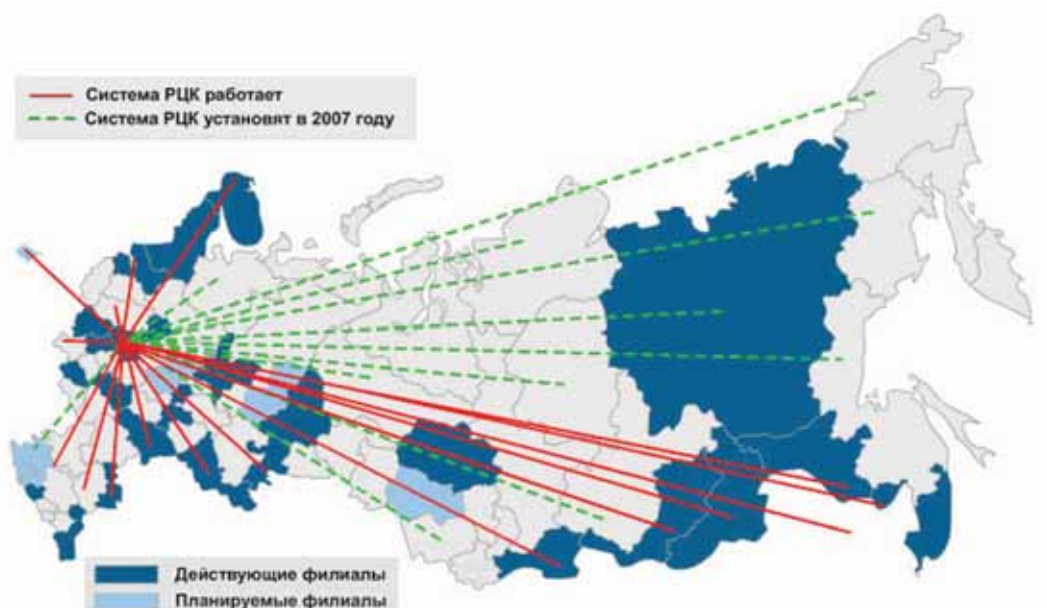 Система РЦК работает
Система РЦК установят в 2007 году
Действующие филиалы
Планируемые филиалы